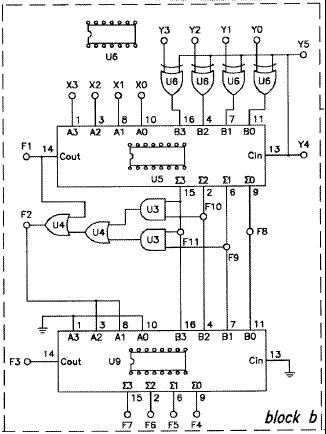 U6
Y3 Y2 Y1 Y0
Y5
U6 U6 U6 U6
X3 X2 X1 X0
1 3 8 10 16 4 7 11
F1 14 A3 A2 A1 A0 B3 B2 B1 B0
Cout Cin 13 Y4
U5 Σ3 Σ2 Σ1 Σ0
15 2 6 9
U3
F10
F2 U4 U4
F8
U3
F11 F9
1 3 8 10 16 4 7 11
A3 A2 A1 A0 B3 B2 B1 B0
F3 14 Cout U9 Cin 13
Σ3 Σ2 Σ1 Σ0
15 2 6 9
F7 F6 F5 F4
block b